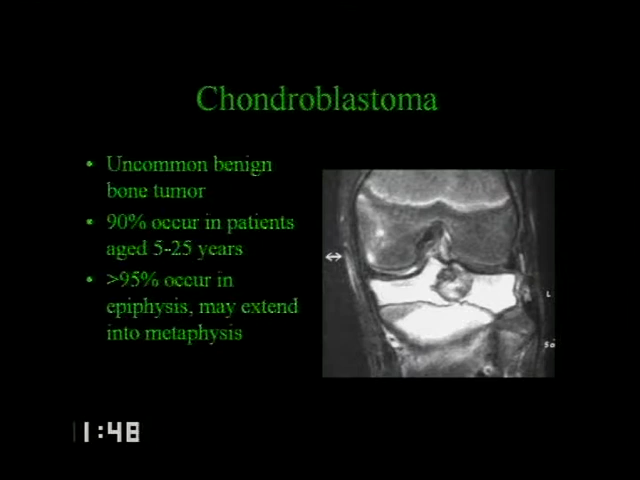 Chondroblastoma
• Uncommon benign
bone tumor
• 90% occur in patients
aged 5-25 years
• >95% occur in
epiphysis, may extend
into metaphysis
L
1:48